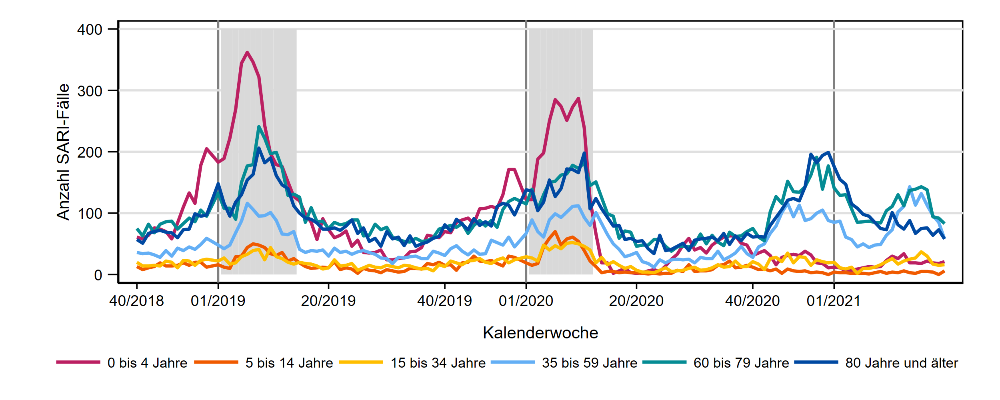 400
300
200
100
0
Anzahl SARI-Fälle
40/2018 01/2019 20/2019 40/2019 01/2020 20/2020 40/2020 01/2021
Kalenderwoche
0 bis 4 Jahre 5 bis 14 Jahre 15 bis 34 Jahre 35 bis 59 Jahre 60 bis 79 Jahre 80 Jahre und älter